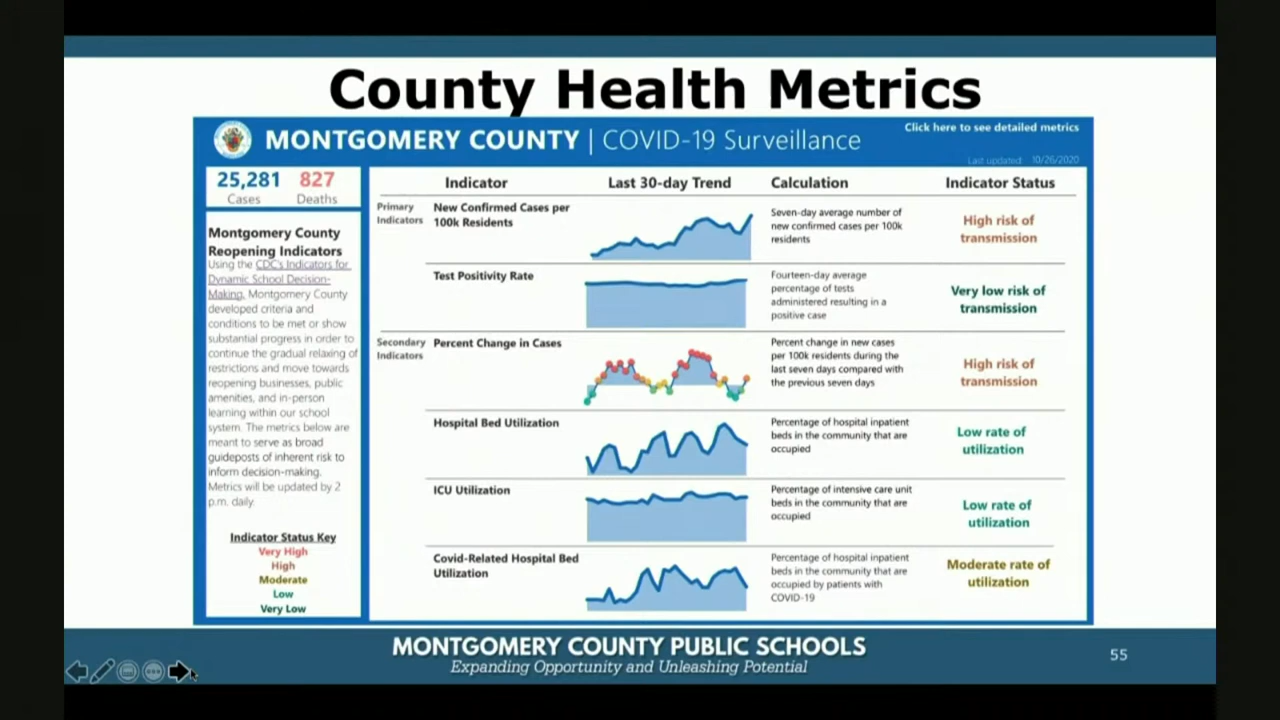 County Health Metrics
MONTGOMERY COUNTY | COVID-19 Surveillance
Click here to see detailed metrics
Last updated: 10/26/2020
25,281 827
Cases Deaths
Montgomery County
Reopening Indicators
Using the CDC's Indicators for
Dynamic School Decision-
Making, Montgomery County
developed criteria and
conditions to be met or show
substantial progress in order to
continue the gradual relaxing of
restrictions and move towards
reopening businesses, public
amenities, and in-person
learning within our school
system. The metrics below are
meant to serve as broad
guideposts of inherent risk to
inform decision-making.
Metrics will be updated by 2
p.m. daily.
Indicator Status Key
Very High
High
Moderate
Low
Very Low
Indicator Last 30-day Trend Calculation Indicator Status
Primary
Indicators
New Confirmed Cases per
100k Residents
Seven-day average number of
new confirmed cases per 100k
residents
High risk of
transmission
Test Positivity Rate
Fourteen-day average
percentage of tests
administered resulting in a
positive case
Very low risk of
transmission
Secondary
Indicators
Percent Change in Cases
Percent change in new cases
per 100k residents during the
last seven days compared with
the previous seven days
High risk of
transmission
Hospital Bed Utilization
Percentage of hospital inpatient
beds in the community that are
occupied
Low rate of
utilization
ICU Utilization
Percentage of intensive care unit
beds in the community that are
occupied
Low rate of
utilization
Covid-Related Hospital Bed
Utilization
Percentage of hospital inpatient
beds in the community that are
occupied by patients with
COVID-19
Moderate rate of
utilization
MONTGOMERY COUNTY PUBLIC SCHOOLS
Expanding Opportunity and Unleashing Potential
55